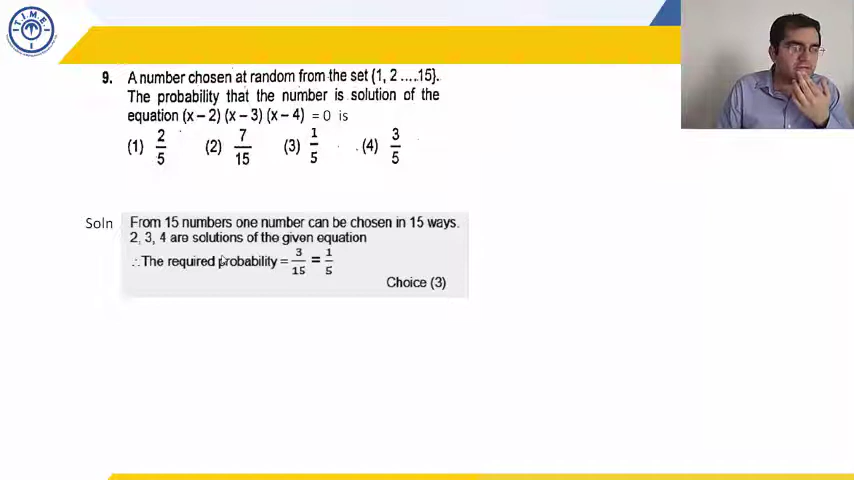 T.I.M.E.
9. A number chosen at random from the set {1, 2 ....15}.
The probability that the number is solution of the
equation (x – 2) (x – 3) (x – 4) = 0 is
(1) 2/5 (2) 7/15 (3) 1/5 (4) 3/5
Soln From 15 numbers one number can be chosen in 15 ways.
2, 3, 4 are solutions of the given equation
∴The required probability = 3/15 = 1/5
Choice (3)